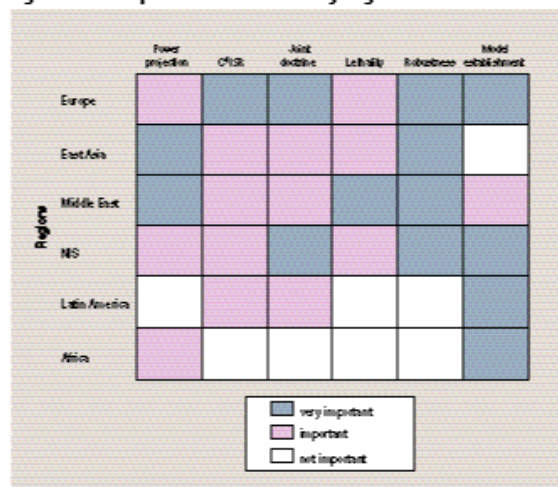 Power projection
C4ISR
Joint doctrine
Lethality
Robustness
Model establishment
Regions
Europe
East Asia
Middle East
NIS
Latin America
Africa
very important
important
not important